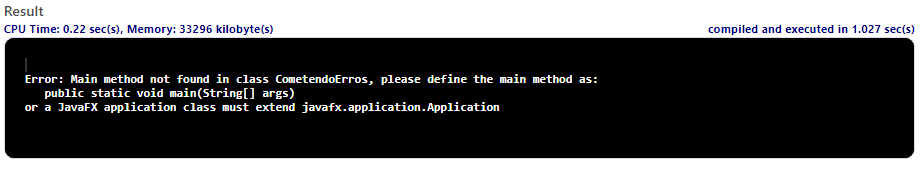 Result
CPU Time: 0.22 sec(s), Memory: 33296 kilobyte(s)
compiled and executed in 1.027 sec(s)
Error: Main method not found in class CometendoErros, please define the main method as:
   public static void main(String[] args)
or a JavaFX application class must extend javafx.application.Application